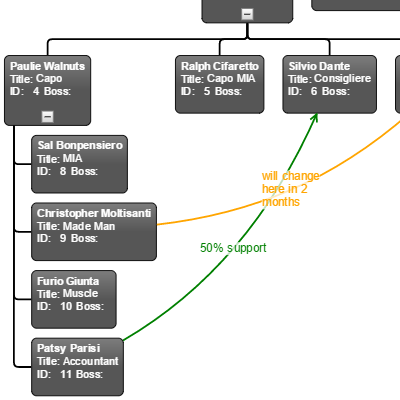 Paulie Walnuts
Title: Capo
ID: 4 Boss:
Ralph Cifaretto
Title: Capo MIA
ID: 5 Boss:
Silvio Dante
Title: Consigliere
ID: 6 Boss:
Sal Bonpensiero
Title: MIA
ID: 8 Boss:
will change
here in 2
months
Christopher Moltisanti
Title: Made Man
ID: 9 Boss:
50% support
Furio Giunta
Title: Muscle
ID: 10 Boss:
Patsy Parisi
Title: Accountant
ID: 11 Boss: